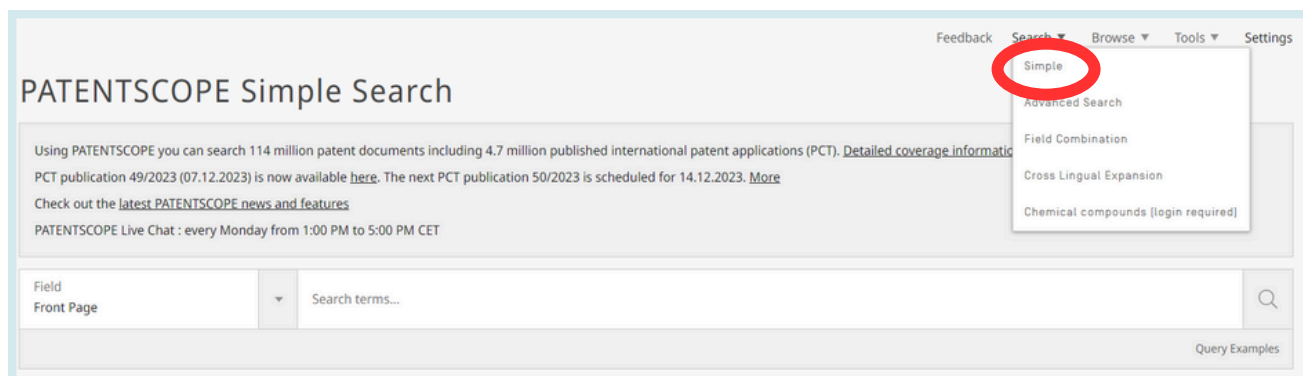 Feedback Search ▼ Browse ▼ Tools ▼ Settings
Simple
PATENTSCOPE Simple Search
Advanced Search
Field Combination
Cross Lingual Expansion
Chemical compounds (login required)
Using PATENTSCOPE you can search 114 million patent documents including 4.7 million published international patent applications (PCT). Detailed coverage
PCT publication 49/2023 (07.12.2023) is now available here. The next PCT publication 50/2023 is scheduled for 14.12.2023. More
Check out the latest PATENTSCOPE news and features
PATENTSCOPE Live Chat : every Monday from 1:00 PM to 5:00 PM CET
Field
Front Page
Search terms...
Query Examples